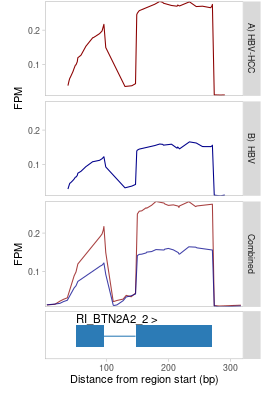 0.2
0.1
A) HBV-HCC
FPM
0.2
0.1
B) HBV
0.2
0.1
FPM
Combined
RI_BTN2A2_2 >
100 200 300
Distance from region start (bp)